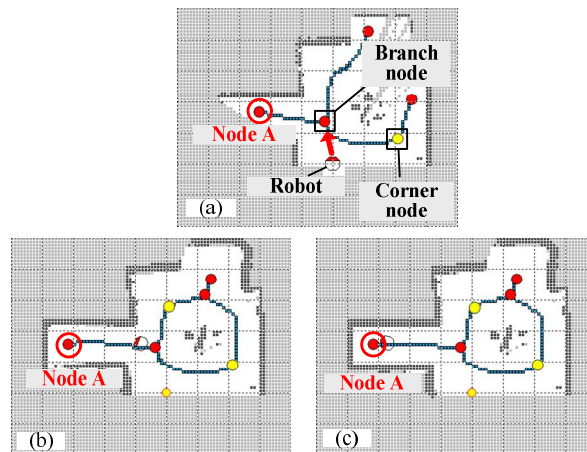 Branch
node
Node A
Robot
Corner
node
(a)
Node A
(b)
Node A
(c)